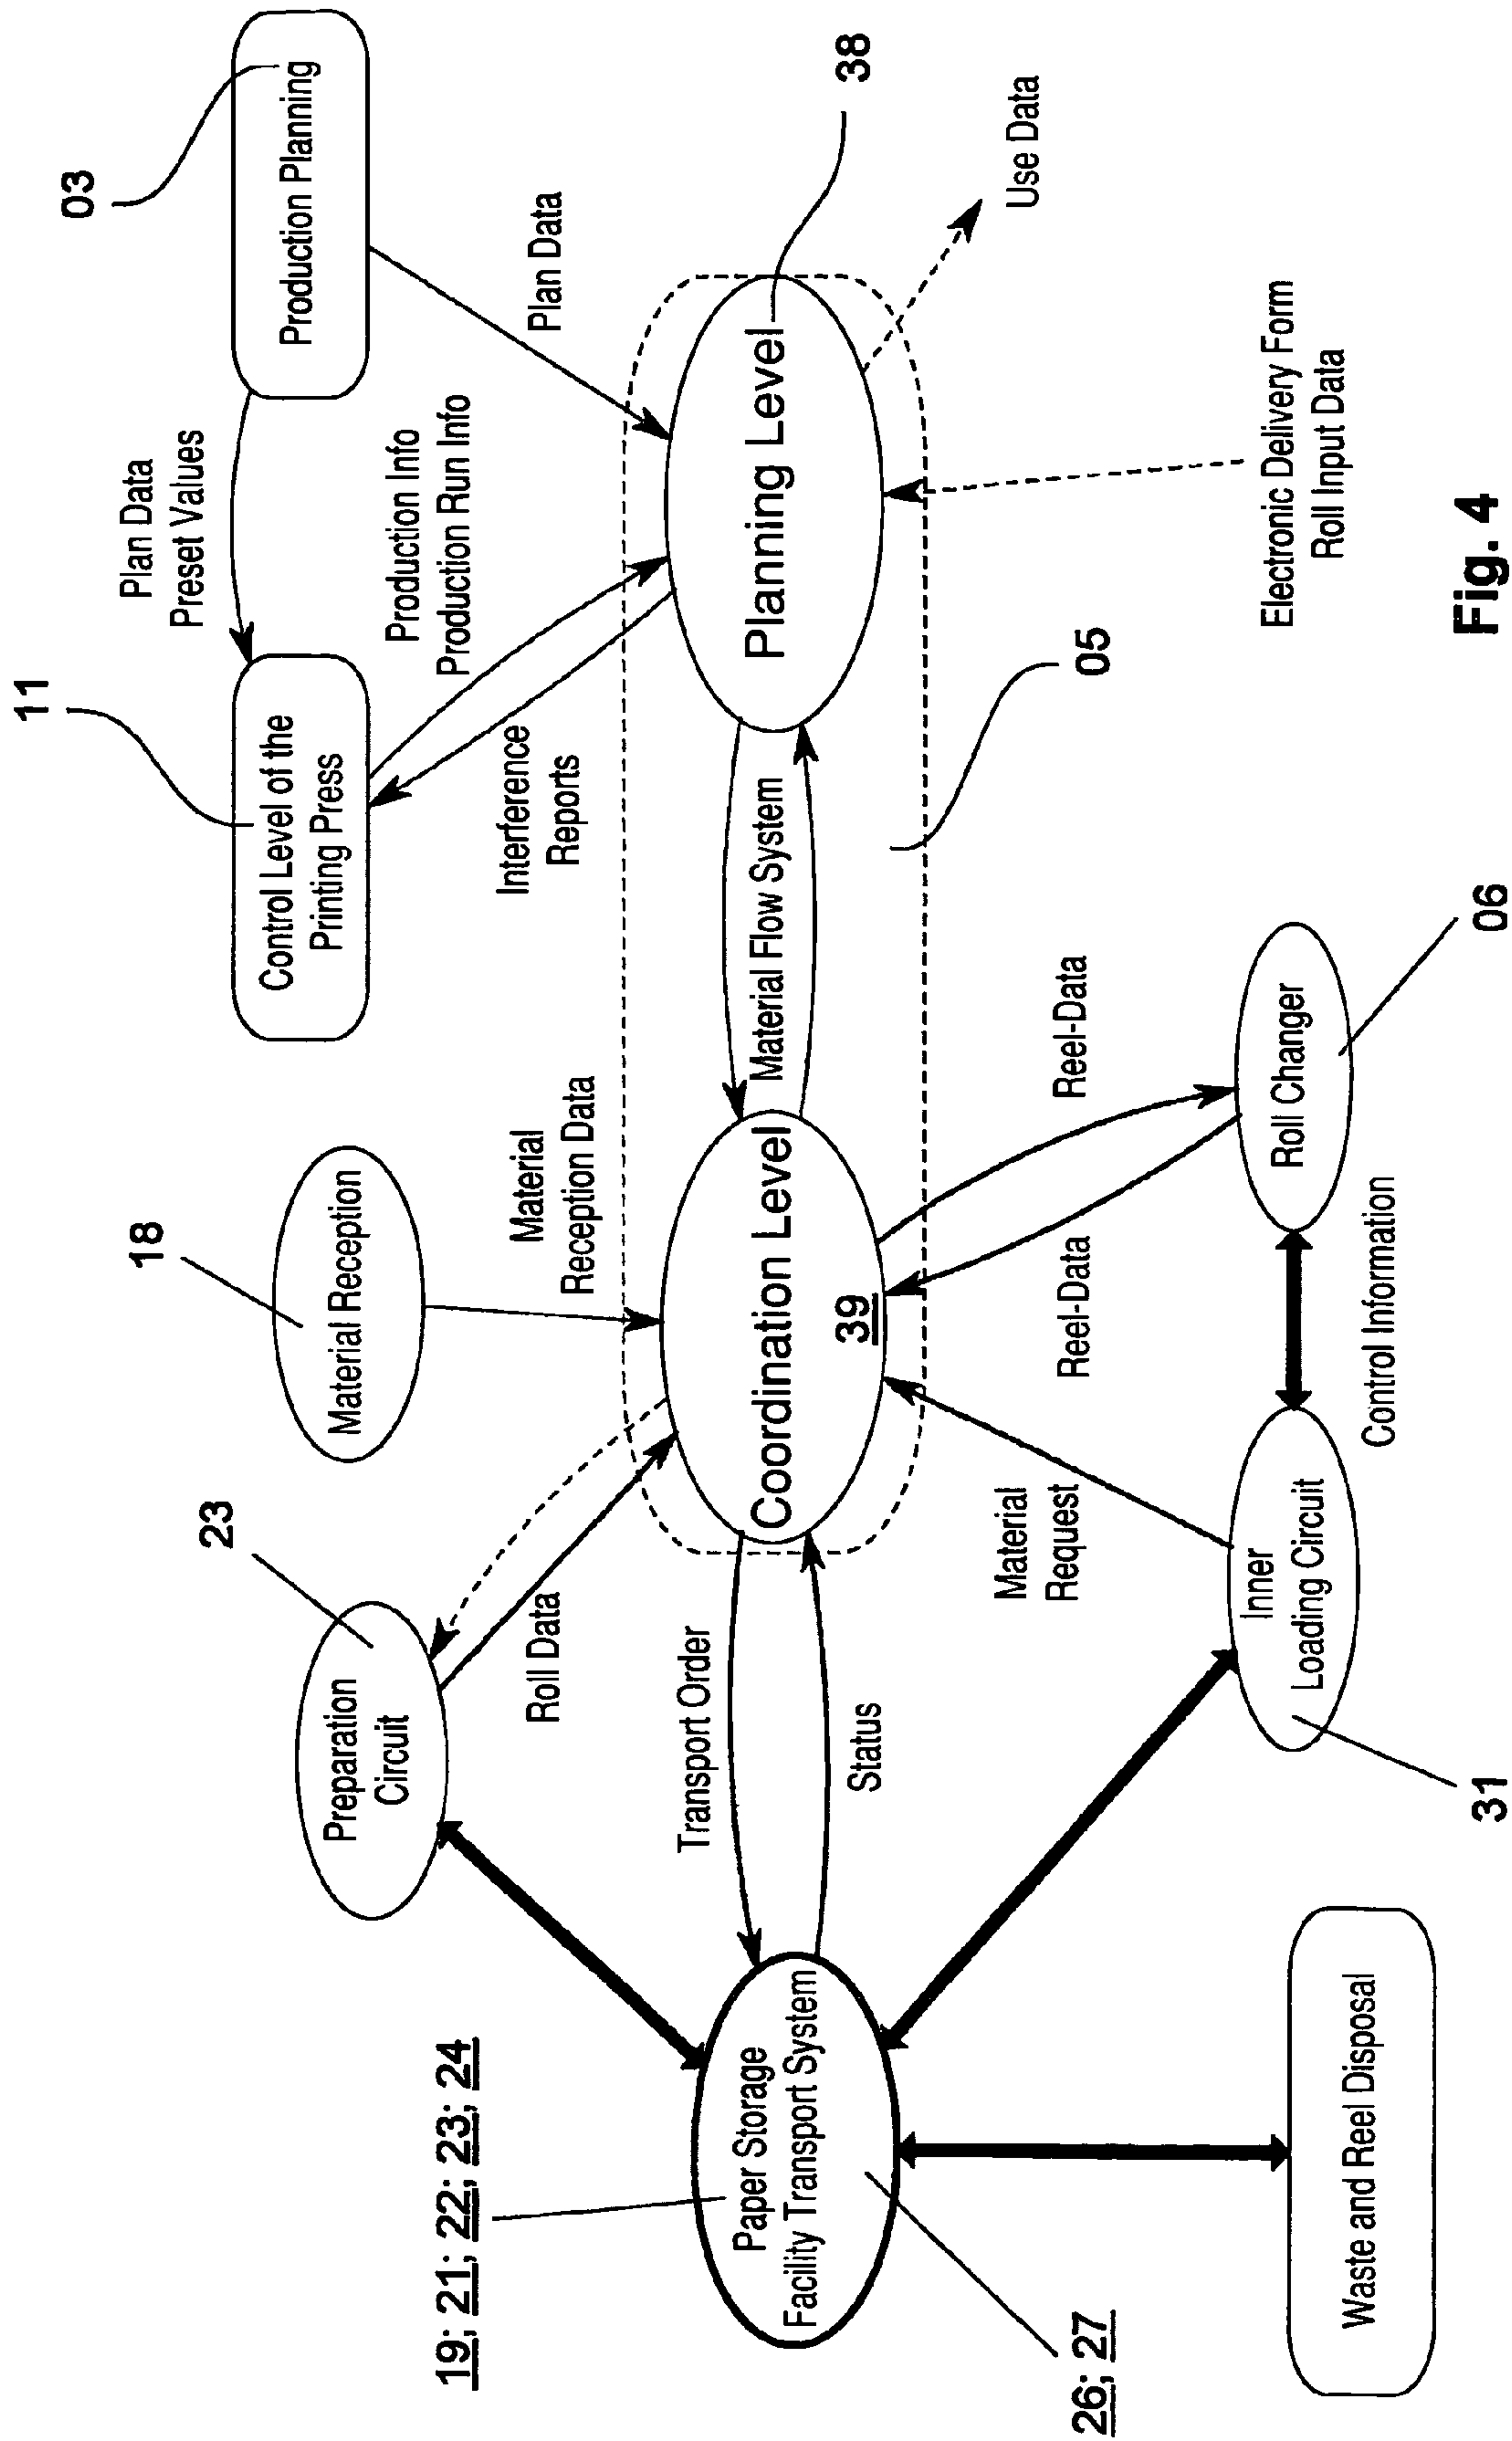 11
03
Control Level of the
Printing Press
Plan Data
Preset Values
Production Planning
18
Material Reception
23
Preparation
Circuit
Production Info
Production Run Info
Plan Data
Interference
Reports
Material
Reception Data
Roll Data
19; 21; 22; 23; 24
Transport Order
Paper Storage
Facility Transport System
Coordination Level
39
Material Flow System
Planning Level
38
Status
26; 27
Use Data
05
Material
Request
Reel-Data
Reel-Data
Inner
Loading Circuit
Roll Changer
Electronic Delivery Form
Roll Input Data
Waste and Reel Disposal
Control Information
31
06
Fig. 4